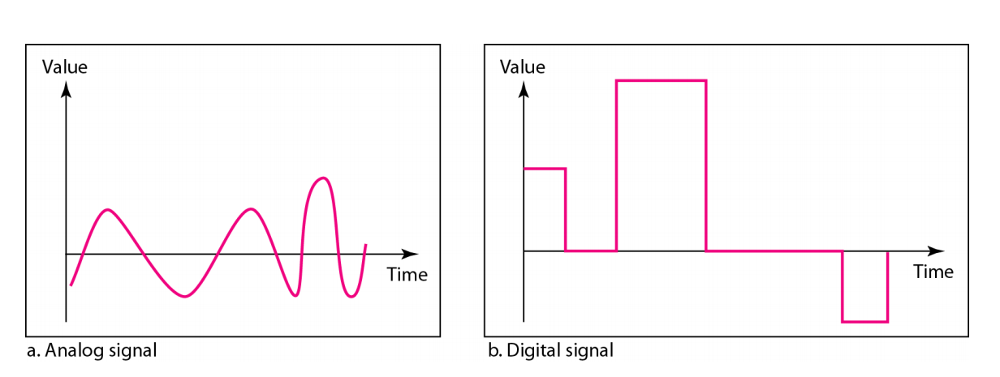 Value
Time
a. Analog signal
Value
Time
b. Digital signal